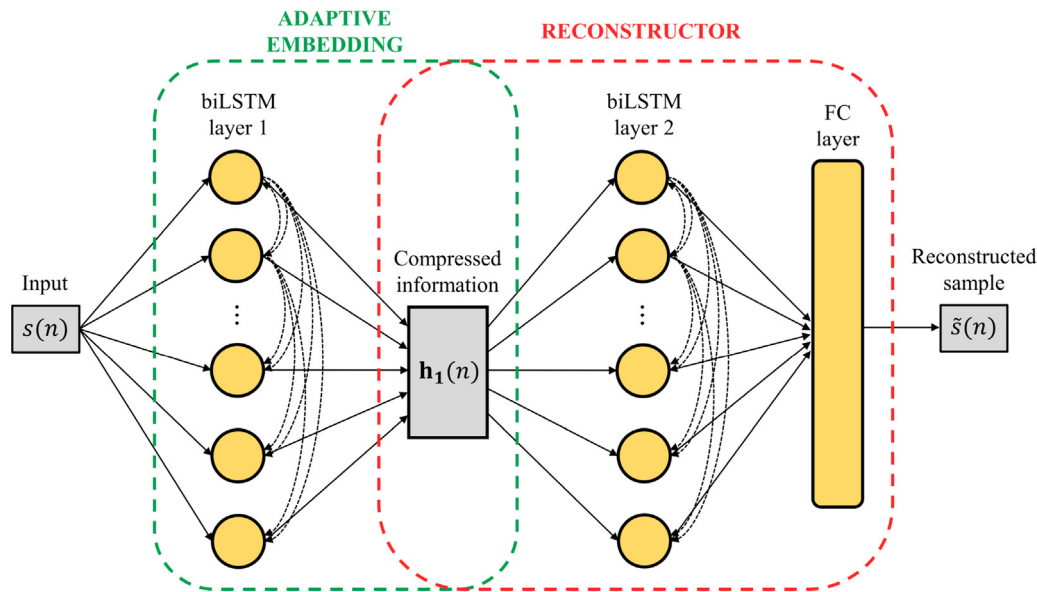 ADAPTIVE
EMBEDDING
RECONSTRUCTOR
biLSTM
layer 1
biLSTM
layer 2
FC
layer
Input
s(n)
⋮
Compressed
information
h₁(n)
⋮
Reconstructed
sample
s̃(n)